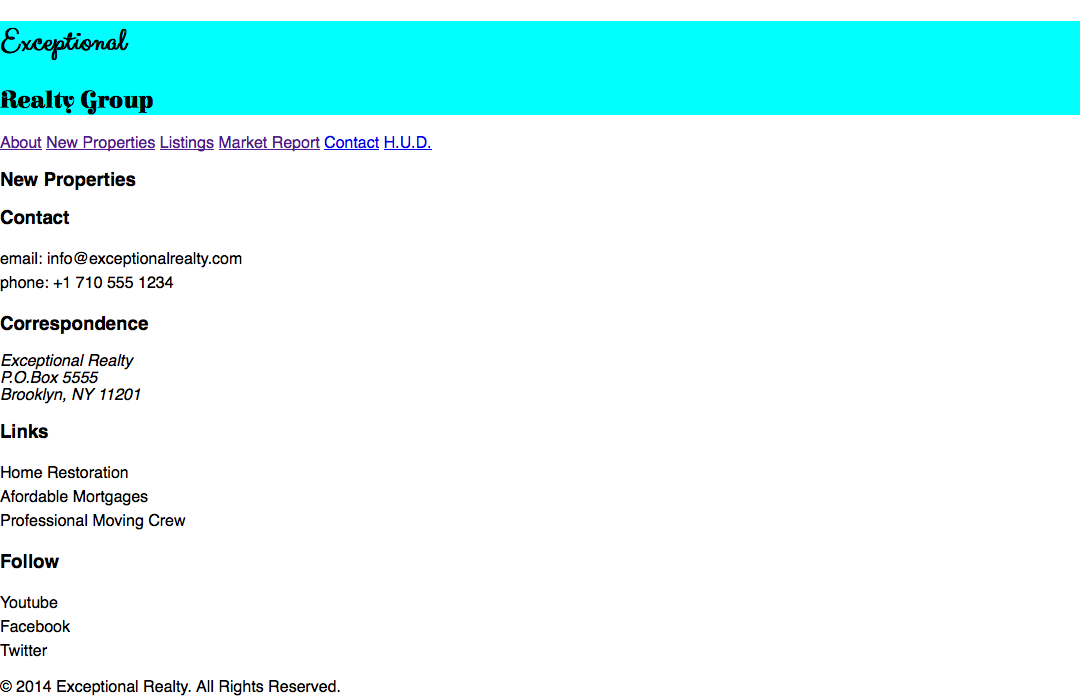 Exceptional
Realty Group
About New Properties Listings Market Report Contact H.U.D.
New Properties
Contact
email: info@exceptionalrealty.com
phone: +1 710 555 1234
Correspondence
Exceptional Realty
P.O.Box 5555
Brooklyn, NY 11201
Links
Home Restoration
Afordable Mortgages
Professional Moving Crew
Follow
Youtube
Facebook
Twitter
© 2014 Exceptional Realty. All Rights Reserved.